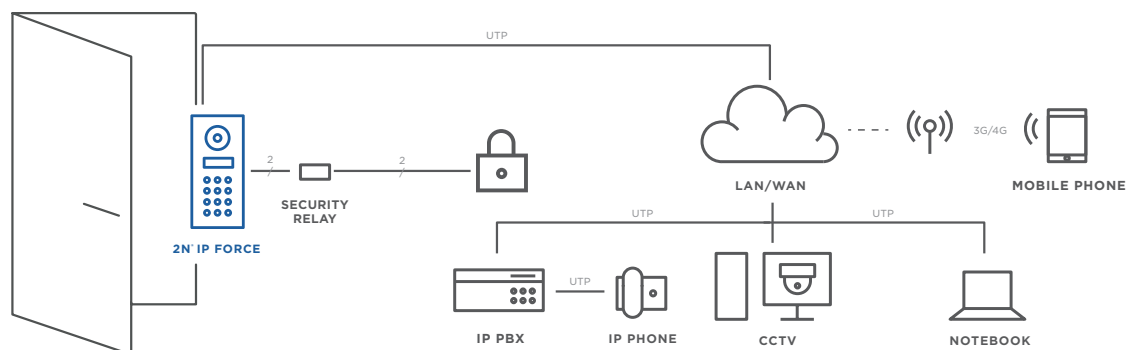 UTP
3G/4G
2
2
SECURITY
RELAY
LAN/WAN
MOBILE PHONE
UTP
UTP
2N® IP FORCE
UTP
IP PBX
IP PHONE
CCTV
NOTEBOOK